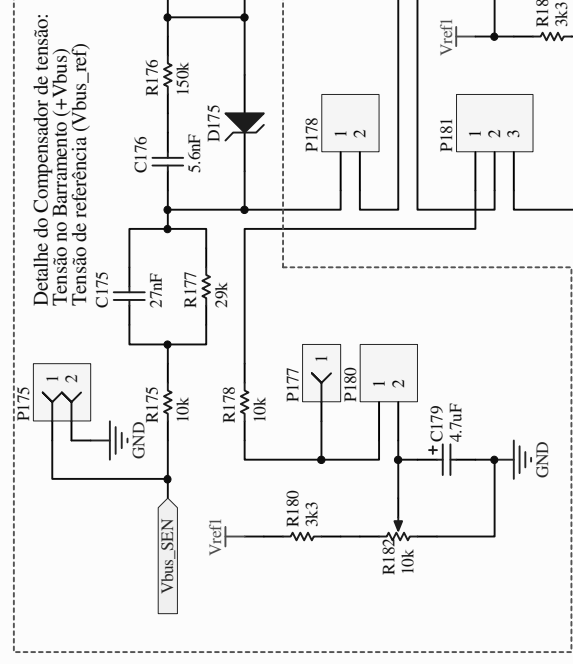 Detalhe do Compensador de tensão:
Tensão no Barramento (+Vbus)
Tensão de referência (Vbus_ref)
R176
150k
D175
C176
5.6nF
P178
1
2
P181
1
2
3
Vref1
R18
3k3
C175
27nF
R177
29k
P175
1
2
GND
R175
10k
R178
10k
P177
1
P180
1
2
+
C179
4.7uF
GND
Vbus_SEN
Vref1
R180
3k3
R182
10k